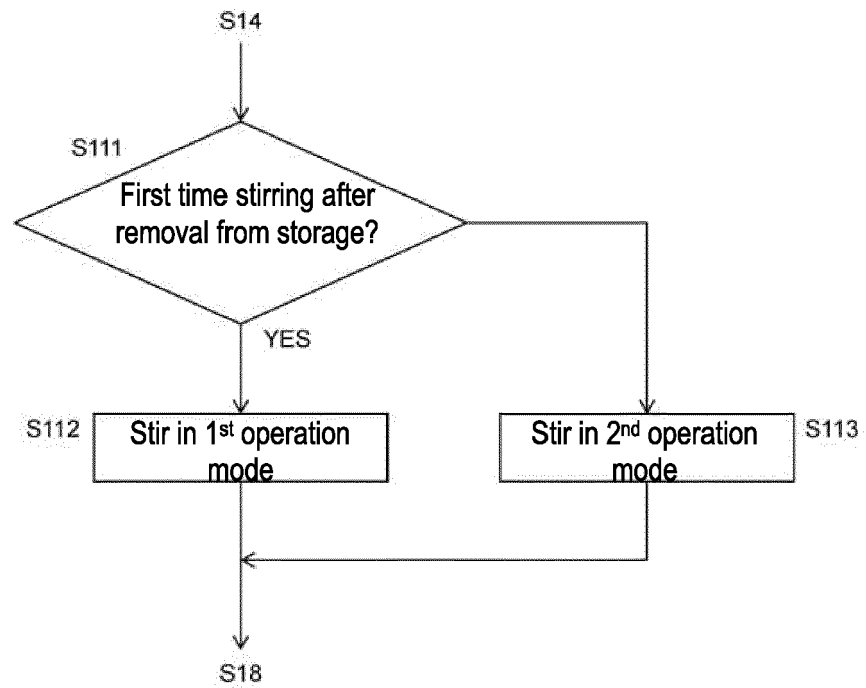 S14
S111
First time stirring after
removal from storage?
YES
S112
Stir in 1st operation
mode
Stir in 2nd operation
mode
S113
S18